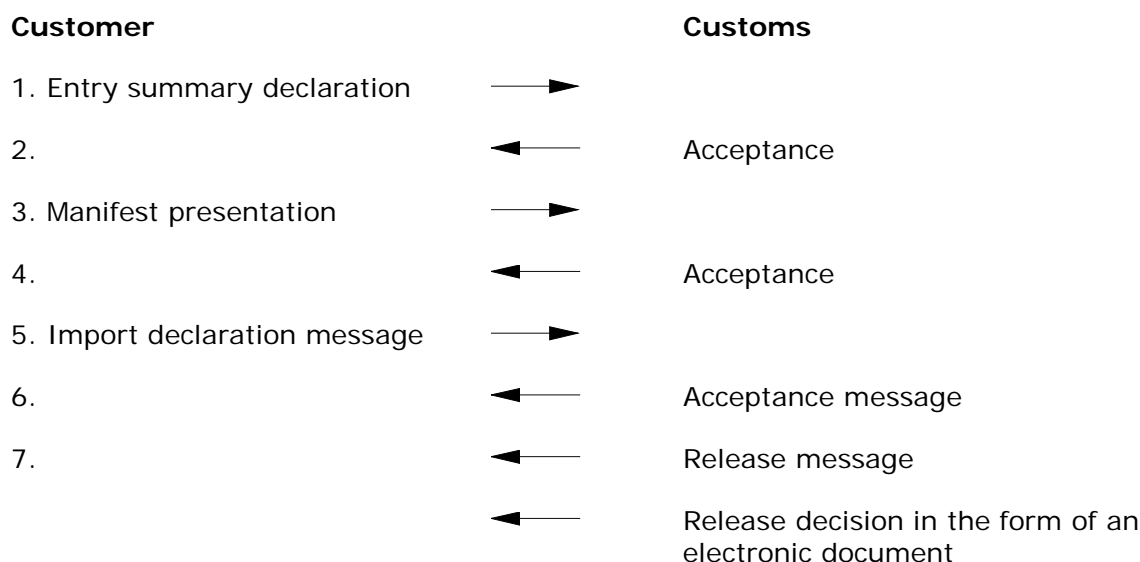 Customer Customs
1. Entry summary declaration
2. Acceptance
3. Manifest presentation
4. Acceptance
5. Import declaration message
6. Acceptance message
7. Release message
Release decision in the form of an
electronic document